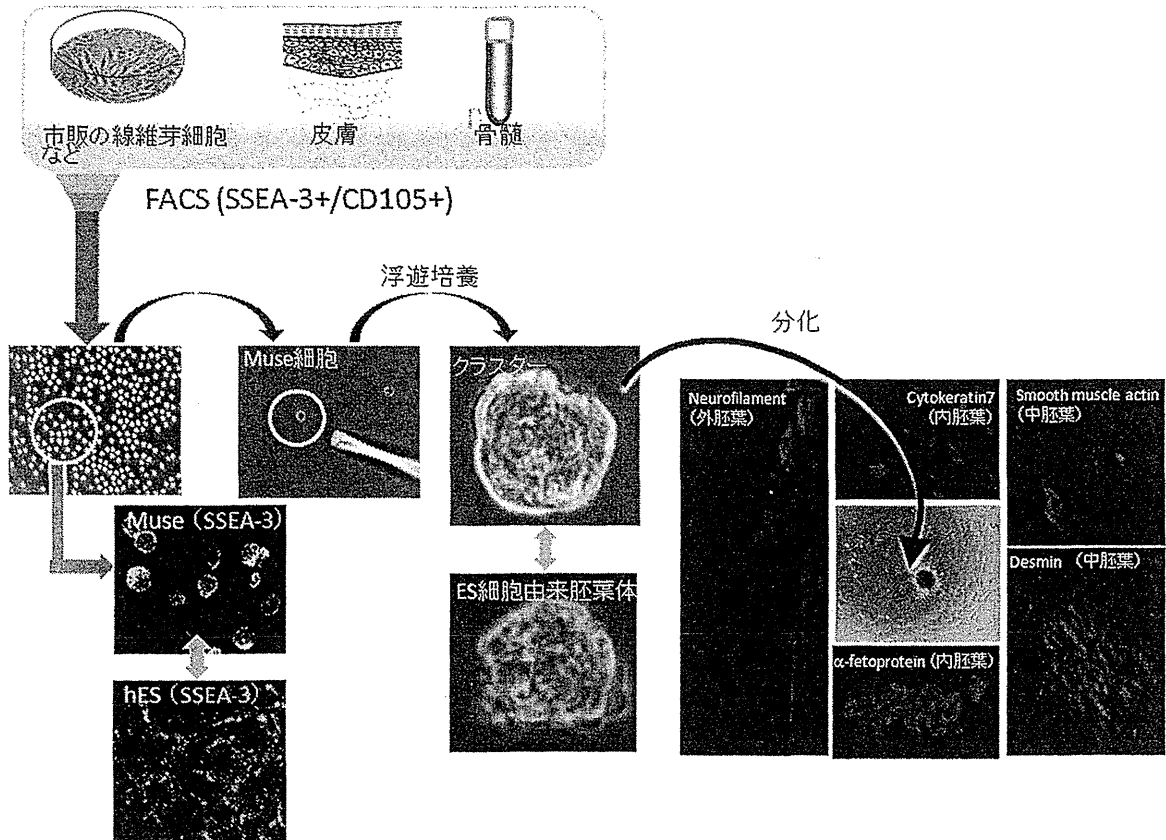 市販の線維芽細胞
など
皮膚
骨髄
FACS (SSEA-3+/CD105+)
浮遊培養
分化
Muse細胞
クラスター
Neurofilament
(外胚葉)
Cytokeratin7
(内胚葉)
Smooth muscle actin
(中胚葉)
Muse (SSEA-3)
ES細胞由来胚葉体
Desmin (中胚葉)
α-fetoprotein (内胚葉)
hES (SSEA-3)